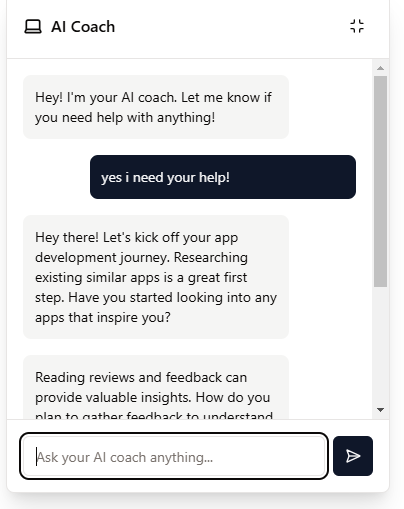 AI Coach
Hey! I'm your AI coach. Let me know if
you need help with anything!
yes i need your help!
Hey there! Let's kick off your app
development journey. Researching
existing similar apps is a great first
step. Have you started looking into any
apps that inspire you?
Reading reviews and feedback can
provide valuable insights. How do you
plan to gather feedback to understand
Ask your AI coach anything...